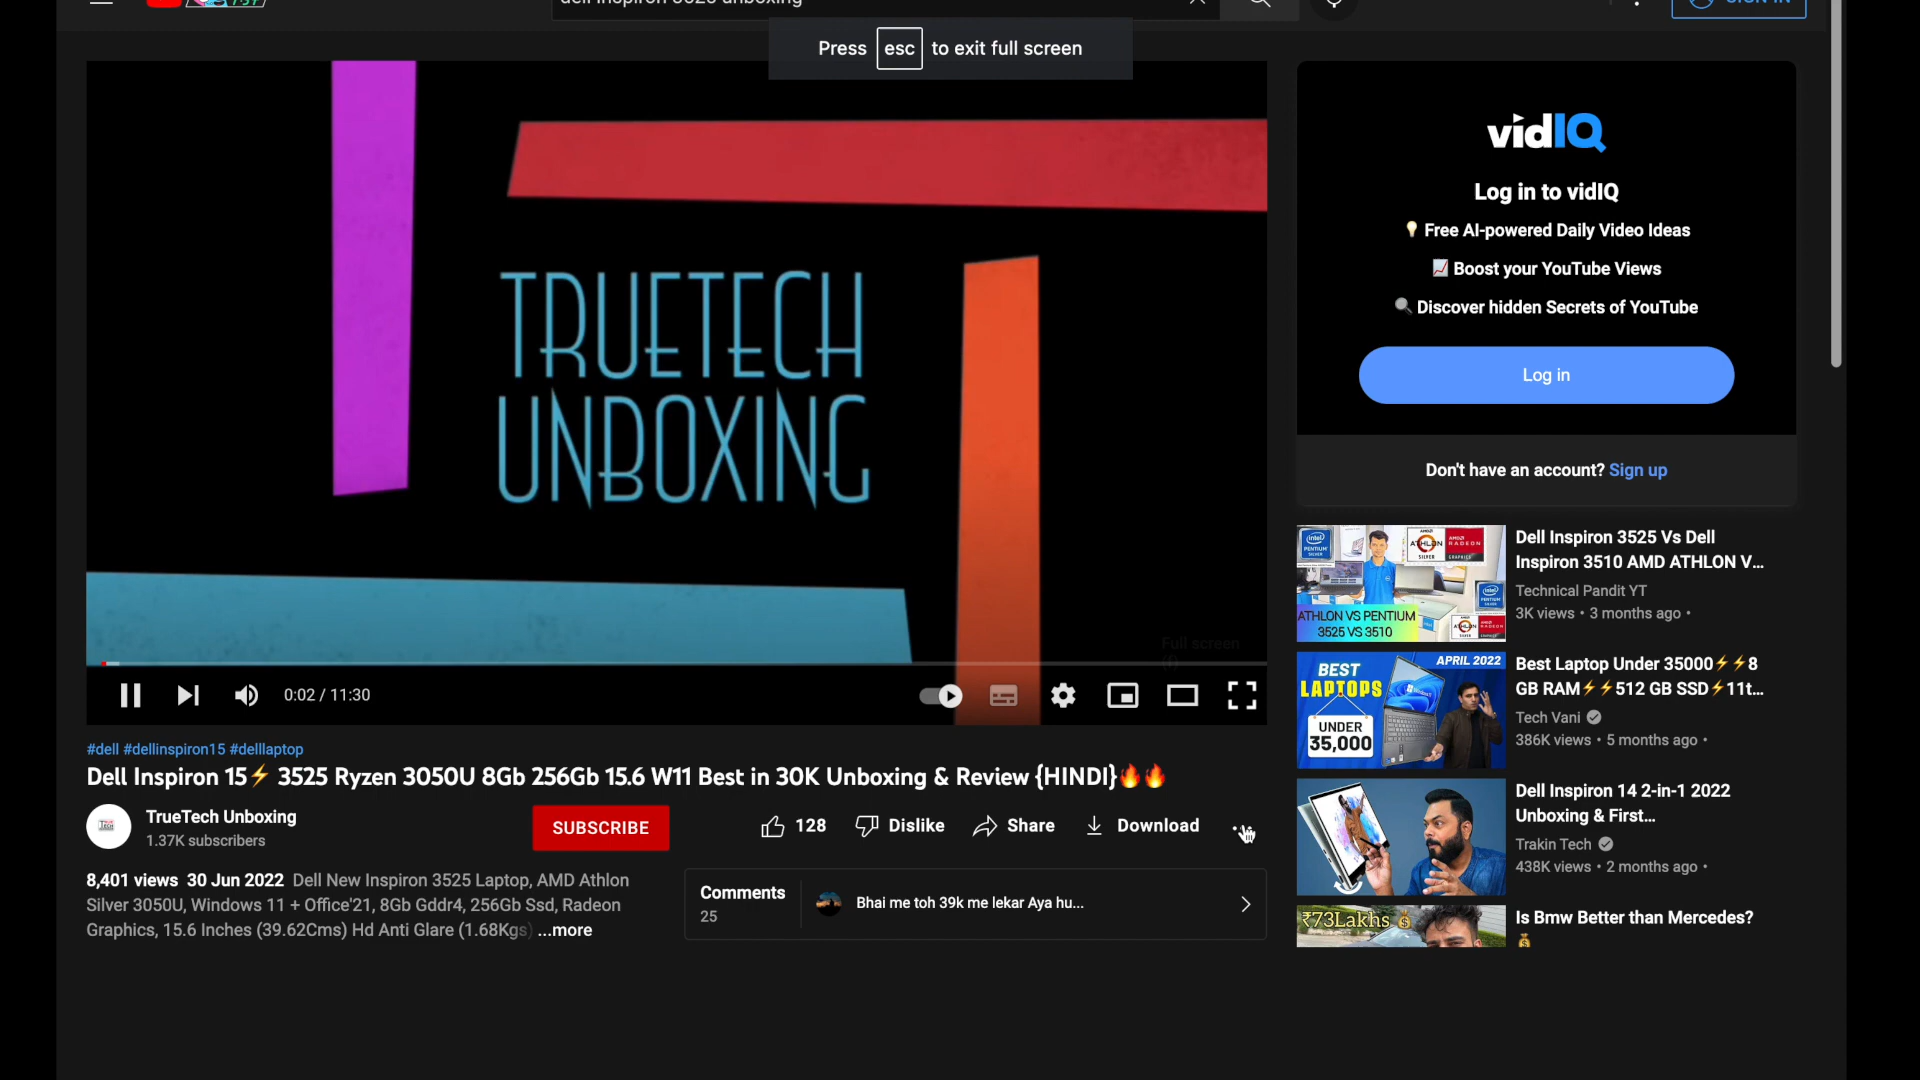 Press esc to exit full screen
TRUETECH
UNBOXING
0:02 / 11:30
#dell #dellinspiron15 #delllaptop
Dell Inspiron 15⚡ 3525 Ryzen 3050U 8Gb 256Gb 15.6 W11 Best in 30K Unboxing & Review {HINDI}🔥🔥
TrueTech Unboxing
1.37K subscribers
SUBSCRIBE
128
Dislike
Share
Download
8,401 views 30 Jun 2022 Dell New Inspiron 3525 Laptop, AMD Athlon
Silver 3050U, Windows 11 + Office'21, 8Gb Gddr4, 256Gb Ssd, Radeon
Graphics, 15.6 Inches (39.62Cms) Hd Anti Glare (1.68Kgs) ...more
Comments
25
Bhai me toh 39k me lekar Aya hu...
vidIQ
Log in to vidIQ
💡 Free AI-powered Daily Video Ideas
📈 Boost your YouTube Views
🔍 Discover hidden Secrets of YouTube
Log in
Don't have an account? Sign up
ATHLON VS PENTIUM
3525 VS 3510
Dell Inspiron 3525 Vs Dell
Inspiron 3510 AMD ATHLON V...
Technical Pandit YT
3K views • 3 months ago •
APRIL 2022
BEST
LAPTOPS
UNDER
35,000
Best Laptop Under 35000⚡⚡8
GB RAM⚡⚡512 GB SSD⚡11t...
Tech Vani
386K views • 5 months ago •
Dell Inspiron 14 2-in-1 2022
Unboxing & First...
Trakin Tech
438K views • 2 months ago •
₹73Lakhs 💰
Is Bmw Better than Mercedes?
💰